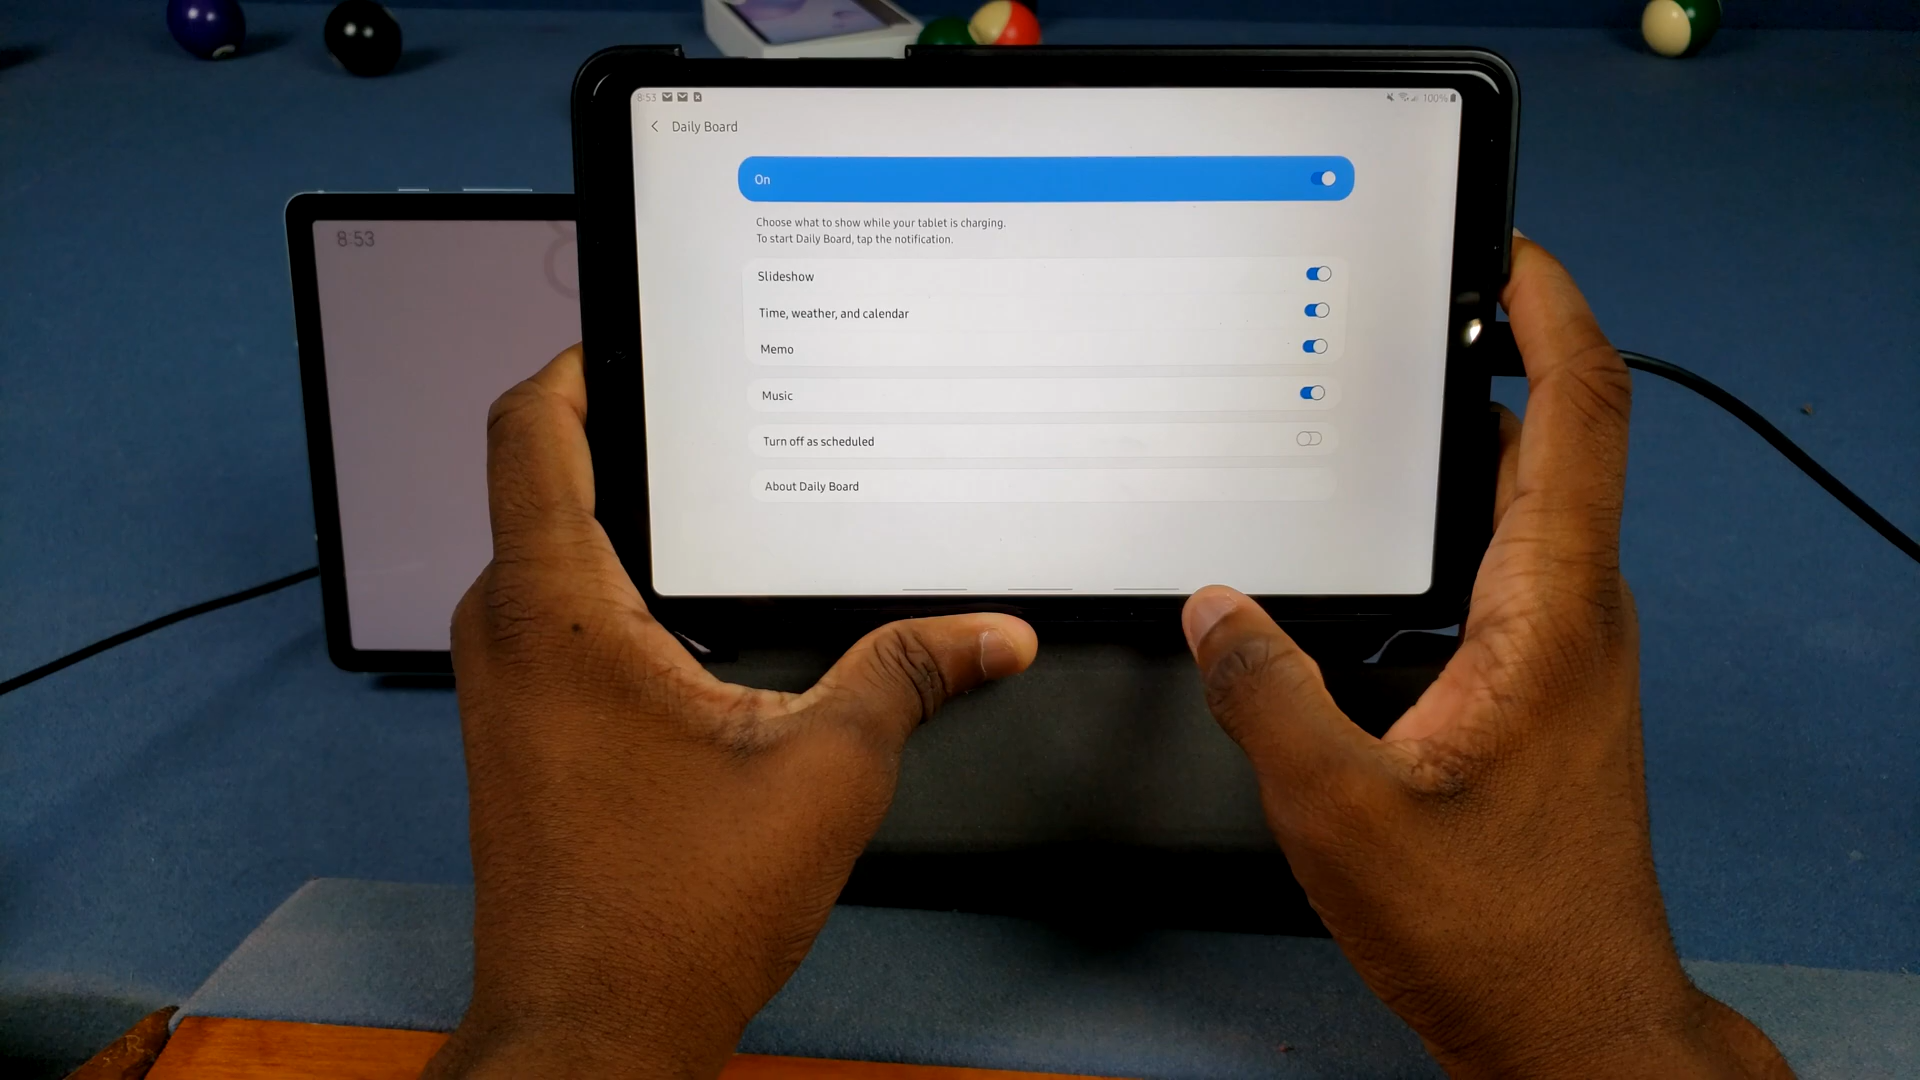 8:53
100%
Daily Board
On
Choose what to show while your tablet is charging.
To start Daily Board, tap the notification.
Slideshow
Time, weather, and calendar
Memo
Music
Turn off as scheduled
About Daily Board
8:53